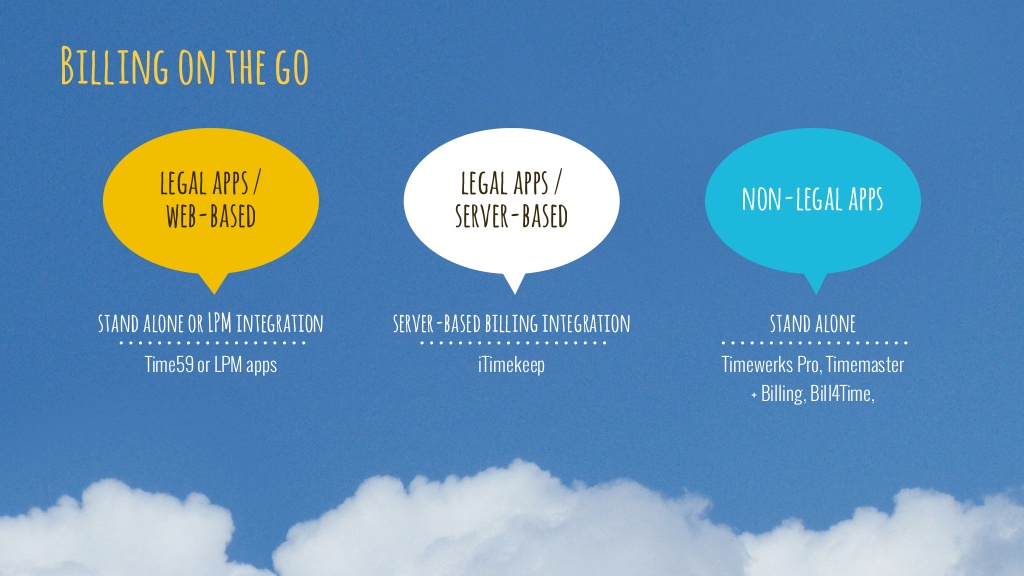 Billing on the go
legal apps /
web-based
legal apps /
server-based
non-legal apps
stand alone or LPM integration
Time59 or LPM apps
server-based billing integration
iTimekeep
stand alone
Timewerks Pro, Timemaster
+ Billing, Bill4Time,